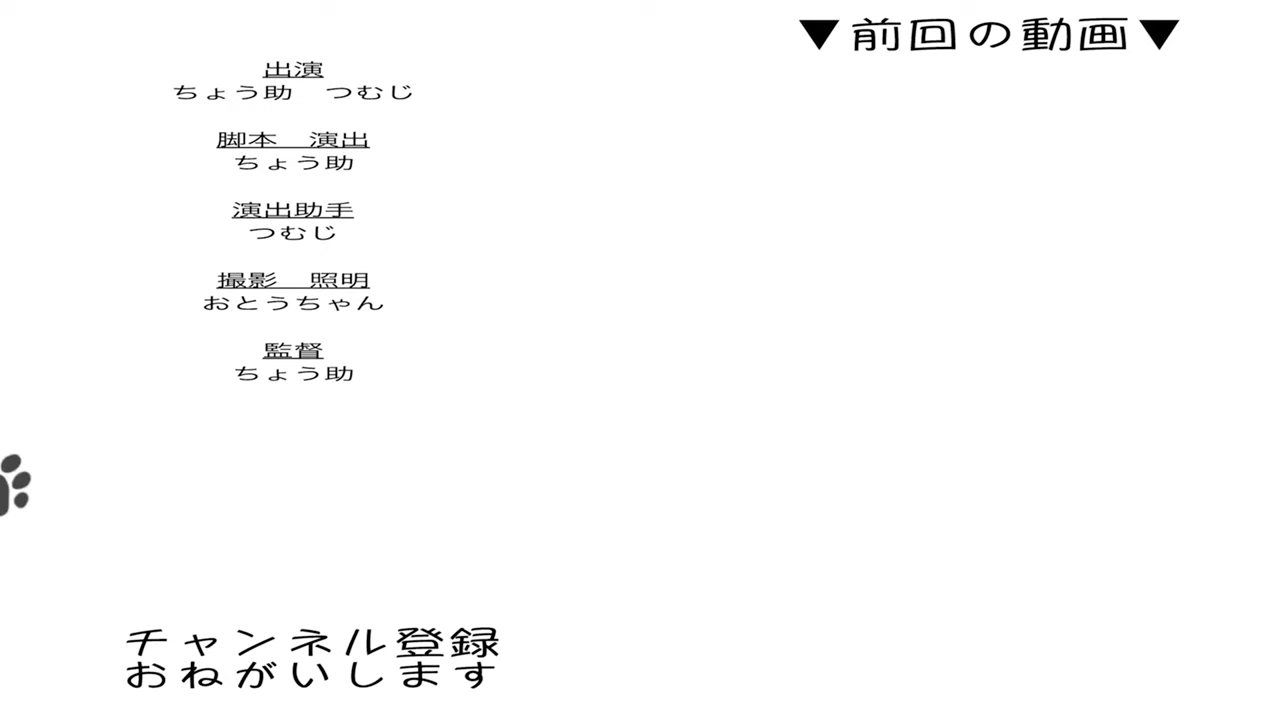 ▼前回の動画▼
出演
ちょう助　つむじ
脚本　演出
ちょう助
演出助手
つむじ
撮影　照明
おとうちゃん
監督
ちょう助
チャンネル登録
おねがいします